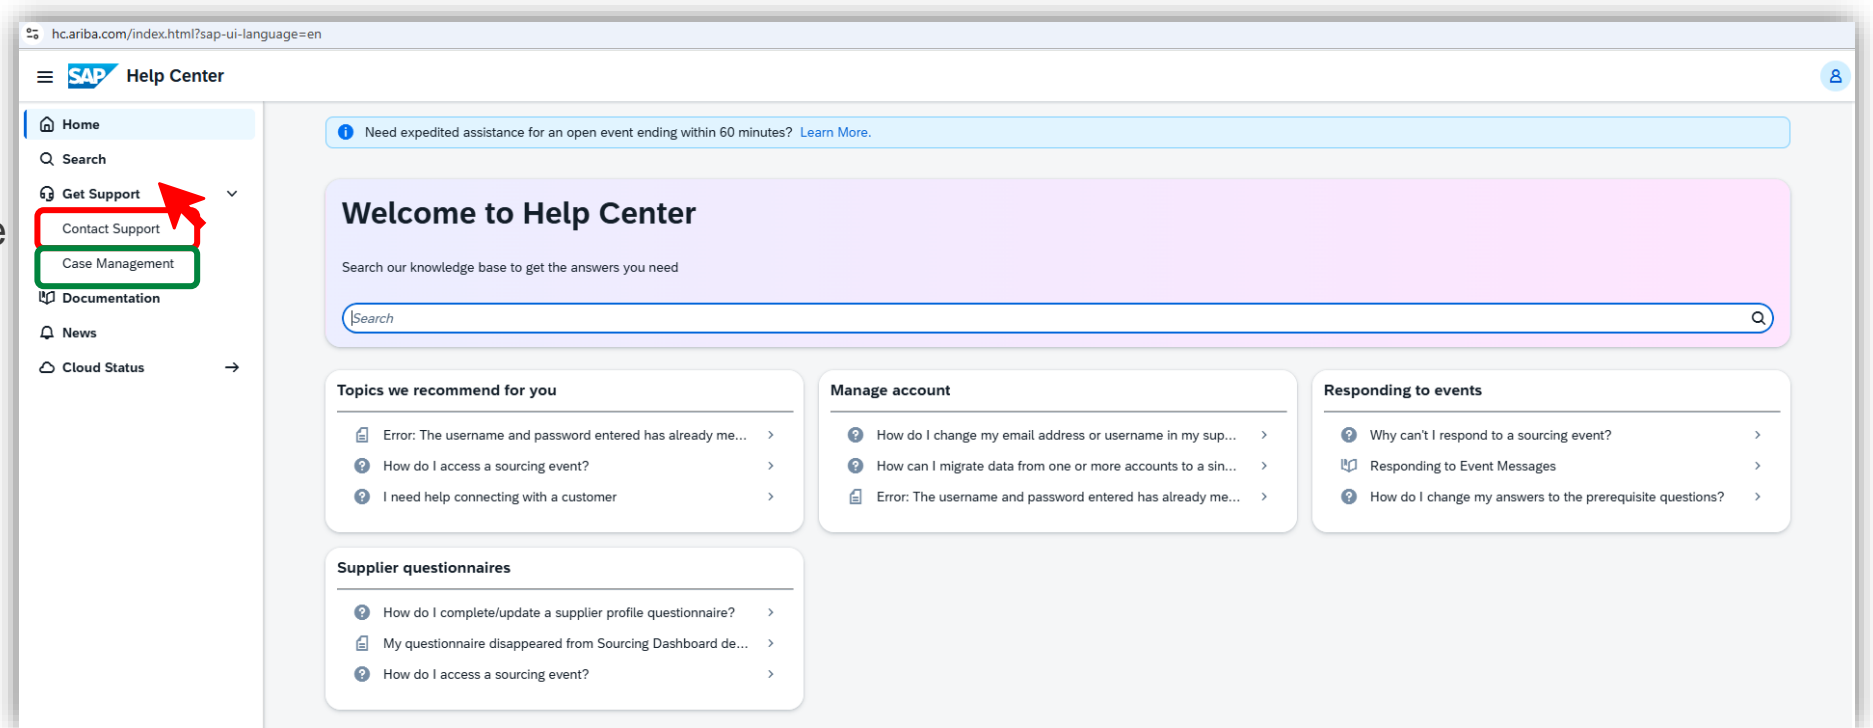 hc.ariba.com/index.html?sap-ui-language=en
SAP Help Center
Home
Search
Get Support
Contact Support
Case Management
Documentation
News
Cloud Status
e
Need expedited assistance for an open event ending within 60 minutes? Learn More.
Welcome to Help Center
Search our knowledge base to get the answers you need
Search
Topics we recommend for you
Error: The username and password entered has already me...
How do I access a sourcing event?
I need help connecting with a customer
Manage account
How do I change my email address or username in my sup...
How can I migrate data from one or more accounts to a sin...
Error: The username and password entered has already me...
Responding to events
Why can't I respond to a sourcing event?
Responding to Event Messages
How do I change my answers to the prerequisite questions?
Supplier questionnaires
How do I complete/update a supplier profile questionnaire?
My questionnaire disappeared from Sourcing Dashboard de...
How do I access a sourcing event?